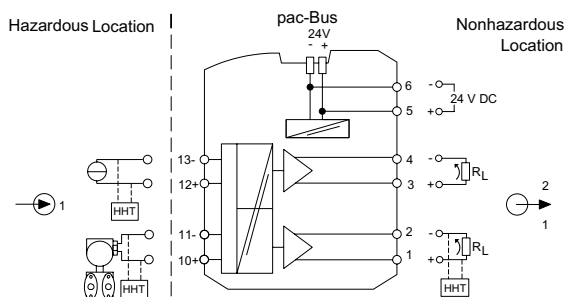 Hazardous Location
pac-Bus
24V
- +
Nonhazardous
Location
6 -
24 V DC
5 +
13-
12+
4 -
RL
3 +
HHT
1
2
1
11-
10+
2 -
RL
1 +
HHT
HHT